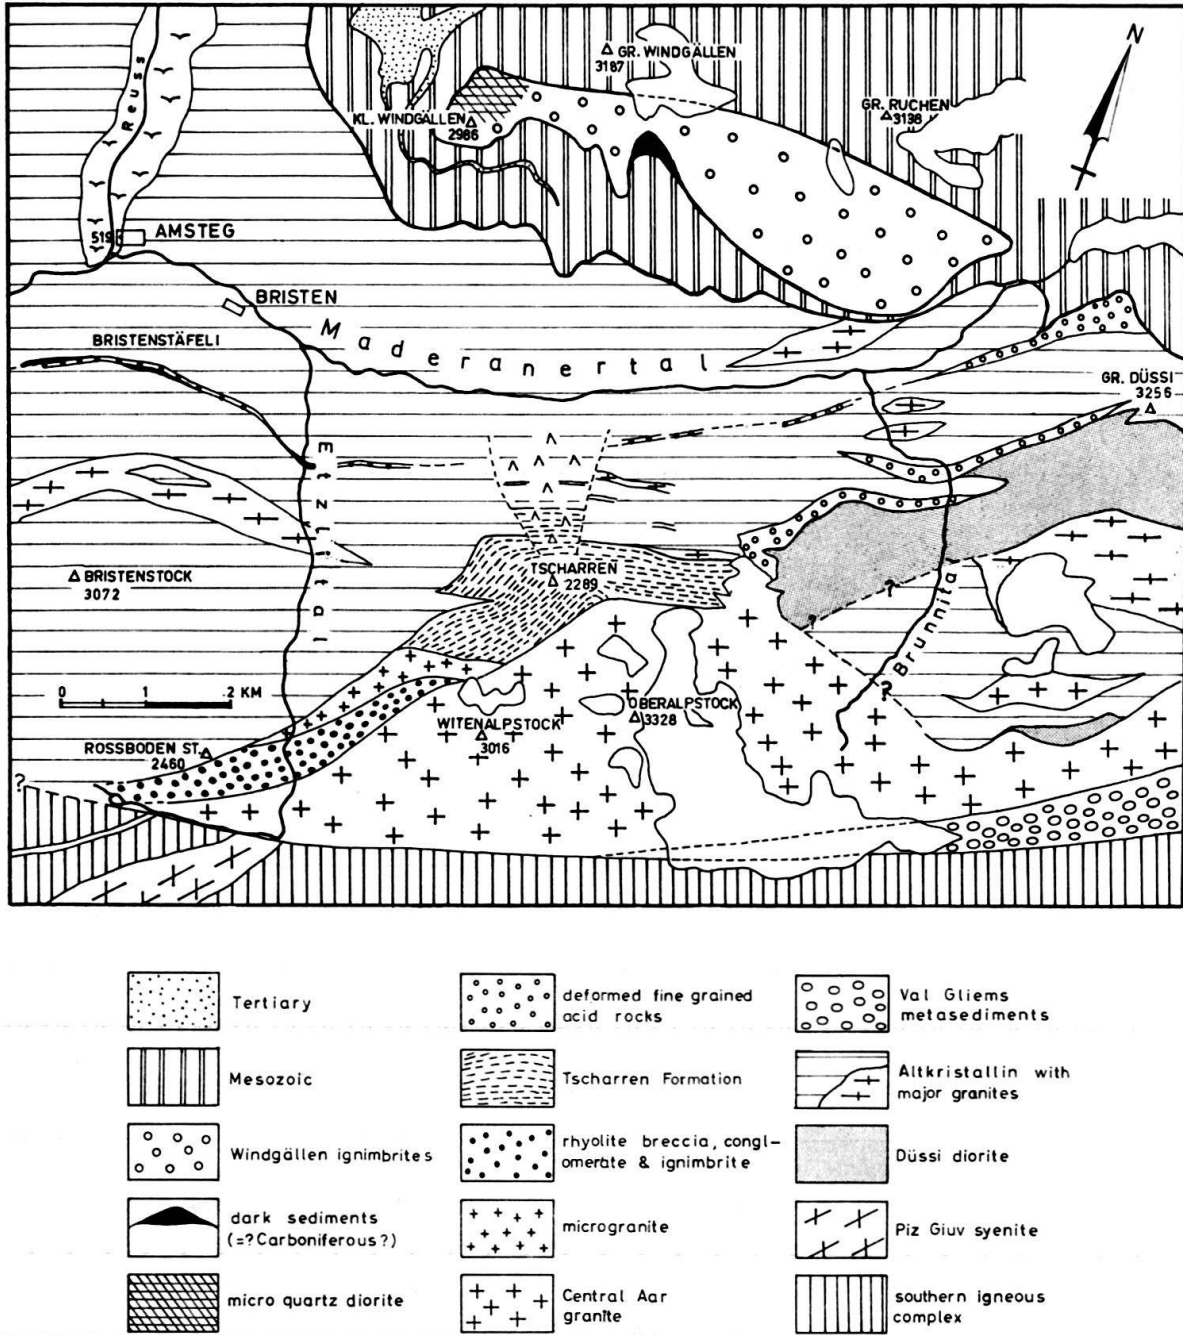 N
Reuss
GR. WINDGÄLLEN
3187
GR. RUCHEN
3138
KL. WINDGÄLLEN
2986
519
AMSTEG
BRISTEN
Maderanertal
BRISTENSTÄFELI
GR. DÜSSI
3256
Etzlital
TSCHARREN
2289
BRISTENSTOCK
3072
?
?
Brunnita
?
0 1 2 KM
OBERALPSTOCK
3328
WITENALPSTOCK
3016
ROSSBODEN ST.
2460
?
Tertiary
Mesozoic
Windgällen ignimbrites
dark sediments
(=?Carboniferous?)
micro quartz diorite
deformed fine grained
acid rocks
Tscharren Formation
rhyolite breccia, congl-
omerate & ignimbrite
microgranite
Central Aar
granite
Val Gliems
metasediments
Altkristallin with
major granites
Düssi diorite
Piz Giuv syenite
southern igneous
complex